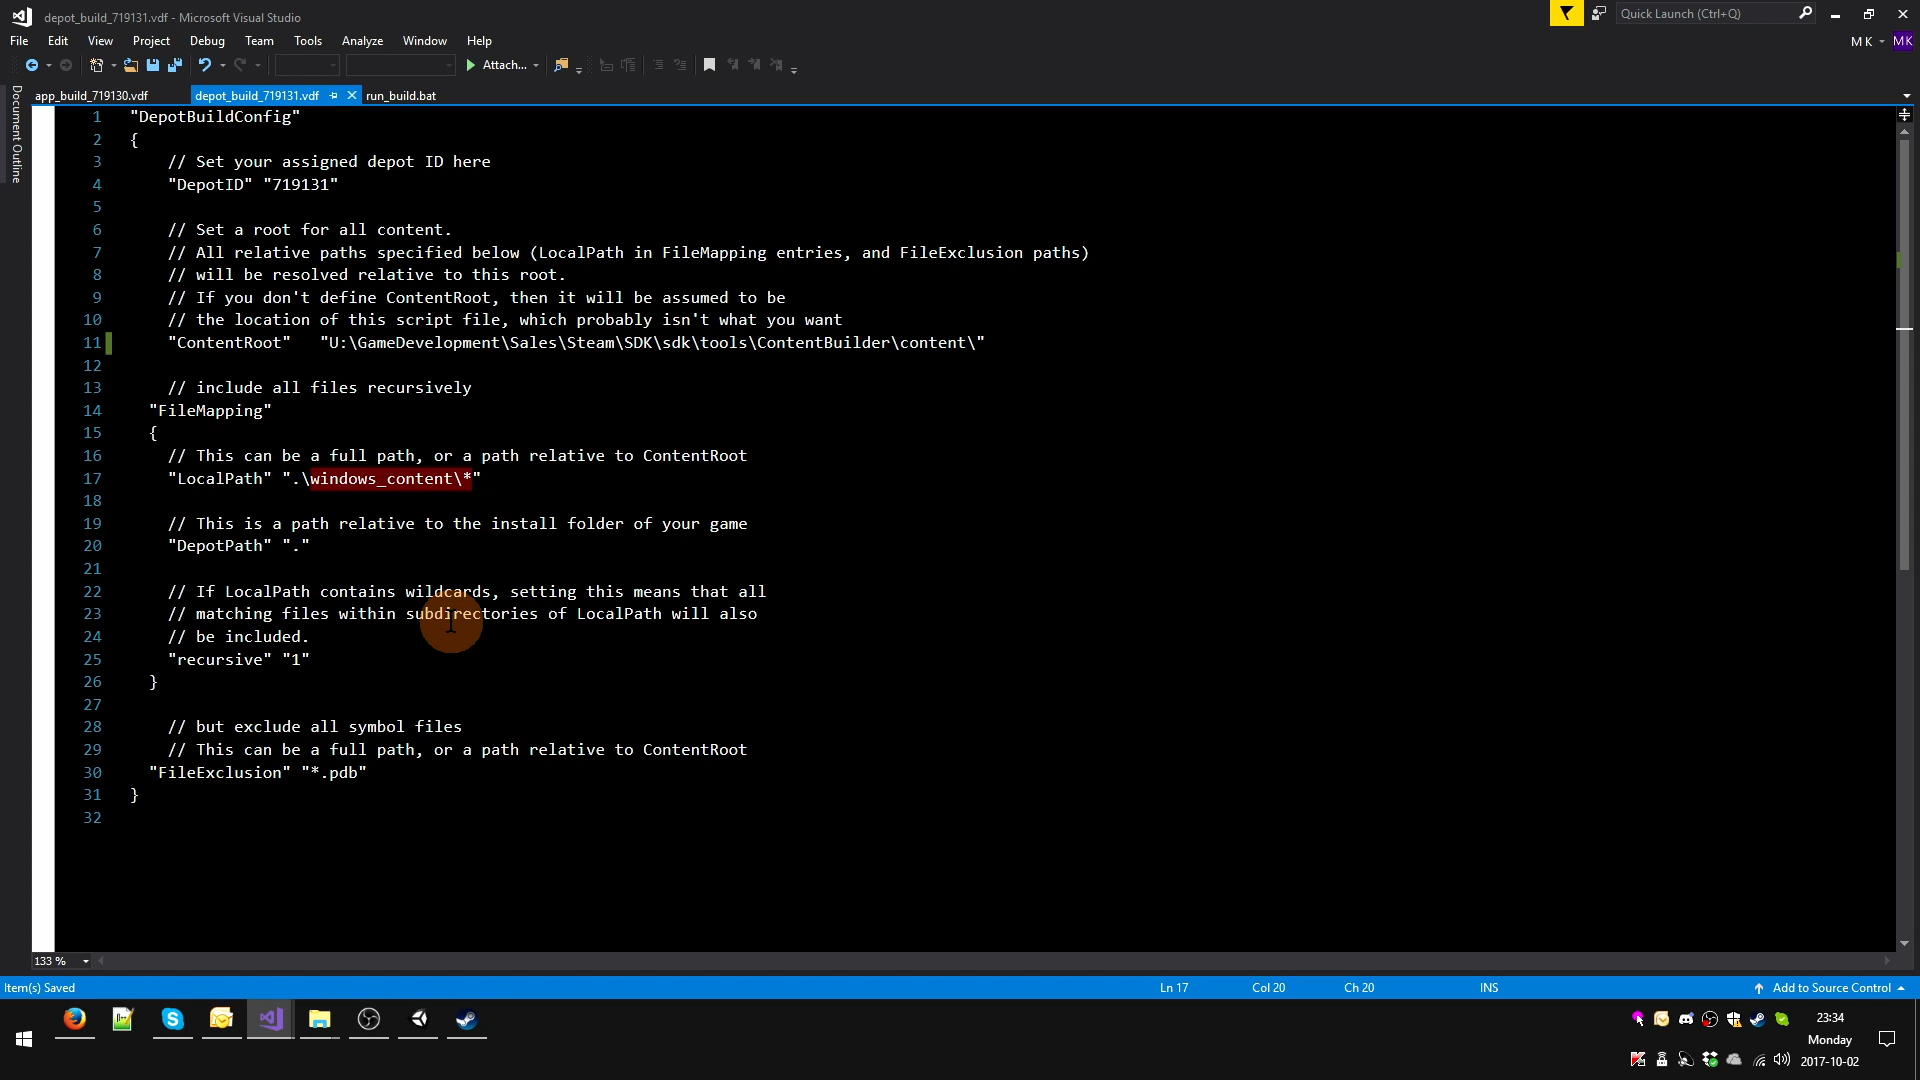 depot_build_719131.vdf - Microsoft Visual Studio
Quick Launch (Ctrl+Q)
File Edit View Project Debug Team Tools Analyze Window Help
M K MK
Attach...
Document Outline
app_build_719130.vdf depot_build_719131.vdf run_build.bat
1 "DepotBuildConfig"
2 {
3 // Set your assigned depot ID here
4 "DepotID" "719131"
5
6 // Set a root for all content.
7 // All relative paths specified below (LocalPath in FileMapping entries, and FileExclusion paths)
8 // will be resolved relative to this root.
9 // If you don't define ContentRoot, then it will be assumed to be
10 // the location of this script file, which probably isn't what you want
11 "ContentRoot" "U:\GameDevelopment\Sales\Steam\SDK\sdk\tools\ContentBuilder\content\"
12
13 // include all files recursively
14 "FileMapping"
15 {
16 // This can be a full path, or a path relative to ContentRoot
17 "LocalPath" ".\windows_content\*"
18
19 // This is a path relative to the install folder of your game
20 "DepotPath" "."
21
22 // If LocalPath contains wildcards, setting this means that all
23 // matching files within subdirectories of LocalPath will also
24 // be included.
25 "recursive" "1"
26 }
27
28 // but exclude all symbol files
29 // This can be a full path, or a path relative to ContentRoot
30 "FileExclusion" "*.pdb"
31 }
32
133 %
Item(s) Saved Ln 17 Col 20 Ch 20 INS Add to Source Control
23:34
Monday
2017-10-02